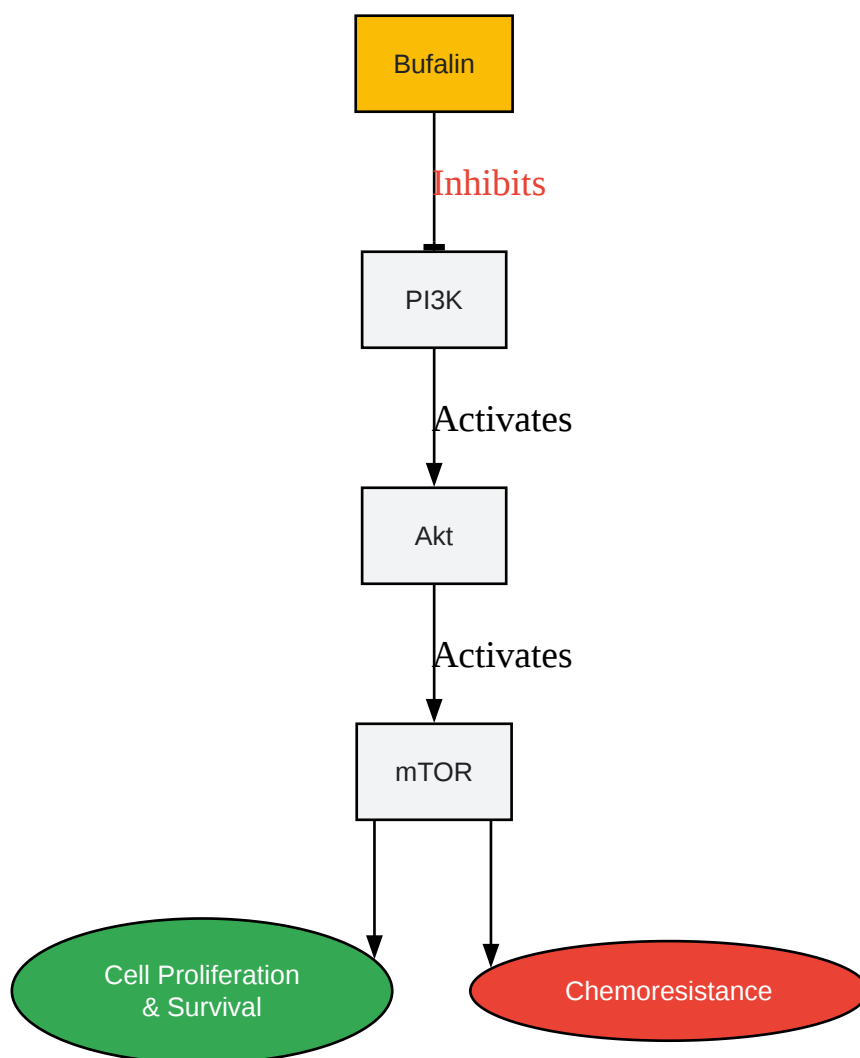 Bufalin
Inhibits
PI3K
Activates
Akt
Activates
mTOR
Cell Proliferation
& Survival
Chemoresistance